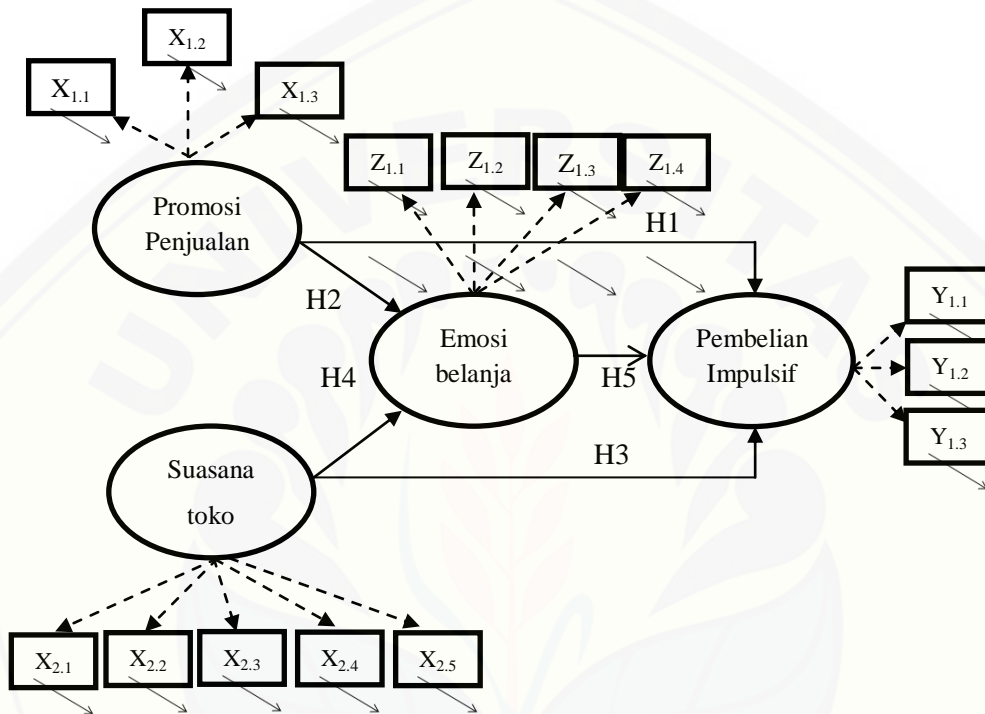 X1.2
X1.1
X1.3
Z1.1
Z1.2
Z1.3
Z1.4
Promosi
Penjualan
H1
H2
Emosi
belanja
Pembelian
Impulsif
Y1.1
Y1.2
Y1.3
H4
H5
H3
Suasana
toko
X2.1
X2.2
X2.3
X2.4
X2.5